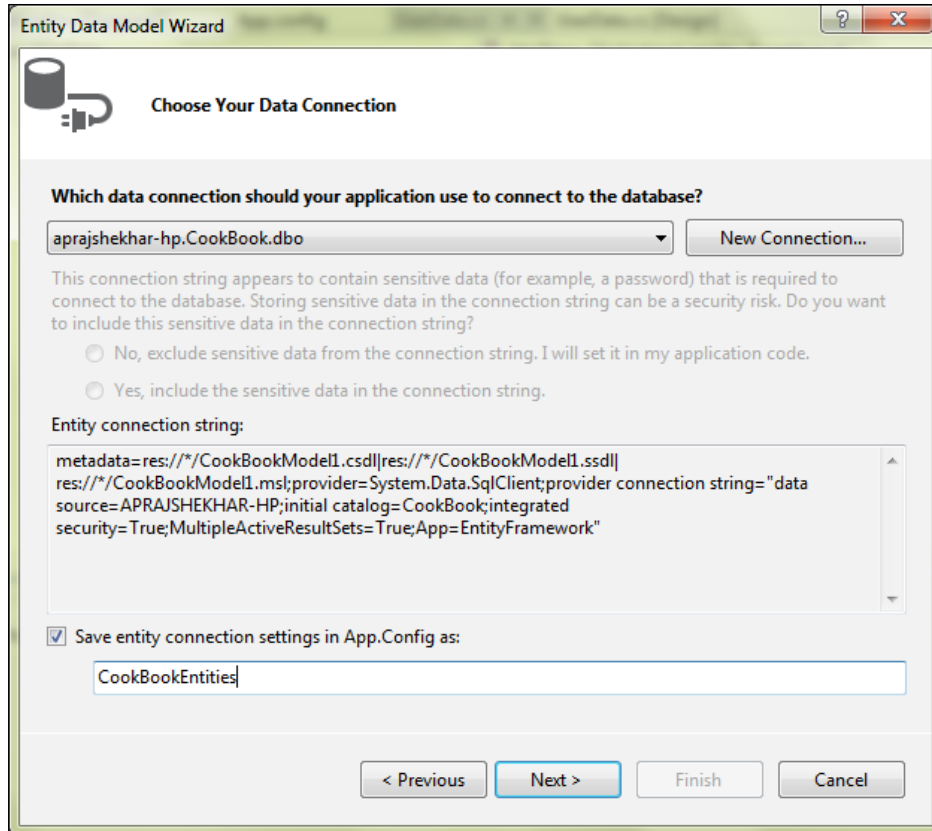 Entity Data Model Wizard
App.config
?
Choose Your Data Connection
Which data connection should your application use to connect to the database?
aprajshekhar-hp.CookBook.dbo
New Connection...
This connection string appears to contain sensitive data (for example, a password) that is required to
connect to the database. Storing sensitive data in the connection string can be a security risk. Do you want
to include this sensitive data in the connection string?
No, exclude sensitive data from the connection string. I will set it in my application code.
Yes, include the sensitive data in the connection string.
Entity connection string:
metadata=res://*/CookBookModel1.csdl|res://*/CookBookModel1.ssdl|
res://*/CookBookModel1.msl;provider=System.Data.SqlClient;provider connection string="data
source=APRAJSHEKHAR-HP;initial catalog=CookBook;integrated
security=True;MultipleActiveResultSets=True;App=EntityFramework"
Save entity connection settings in App.Config as:
CookBookEntities
< Previous
Next >
Finish
Cancel